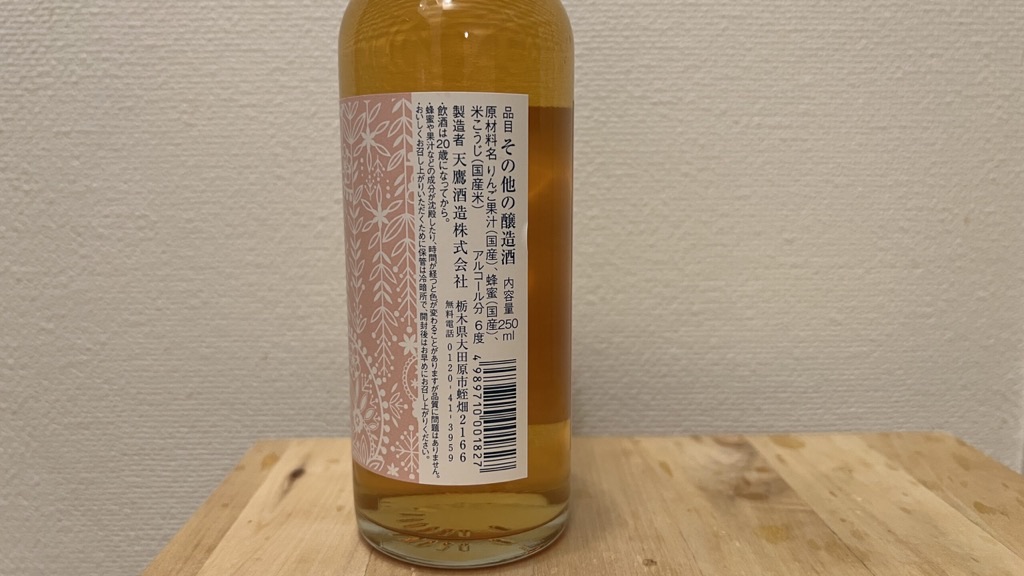 品目 その他の醸造酒 内容量 250ml
原材料名 りんご果汁(国産)、蜂蜜(国産)、
米こうじ(国産米) アルコール分 6度
製造者 天鷹酒造株式会社 栃木県大田原市蛭畑2166
無料電話 0120-41-3959
飲酒は20歳になってから。
・蜂蜜や果汁などの成分が沈殿したり、時間が経つと色が変わることがありますが品質に問題はありません。
・おいしくお召し上がりいただくために保管は冷暗所で、開封後はお早めにお召し上がりください。
4989710001827